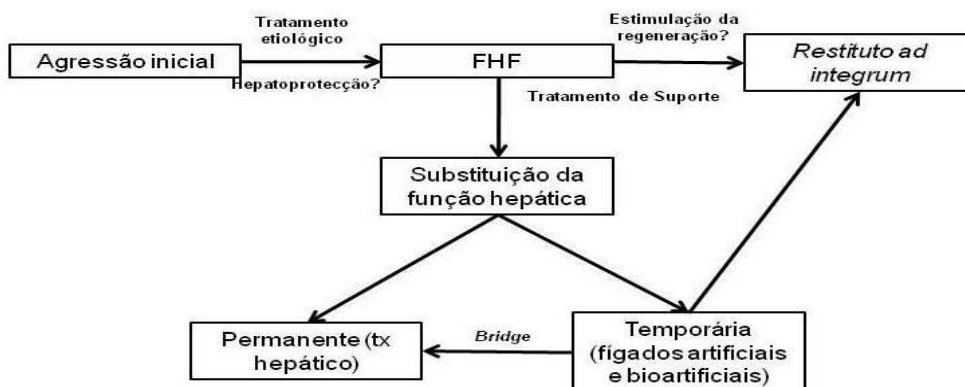 Tratamento
etiológico
Estimulação da
regeneração?
Agressão inicial
FHF
Restituto ad
integrum
Hepatoprotecção?
Tratamento de Suporte
Substituição da
função hepática
Permanente (tx
hepático)
Bridge
Temporária
(fígados artificiais
e bioartificiais)